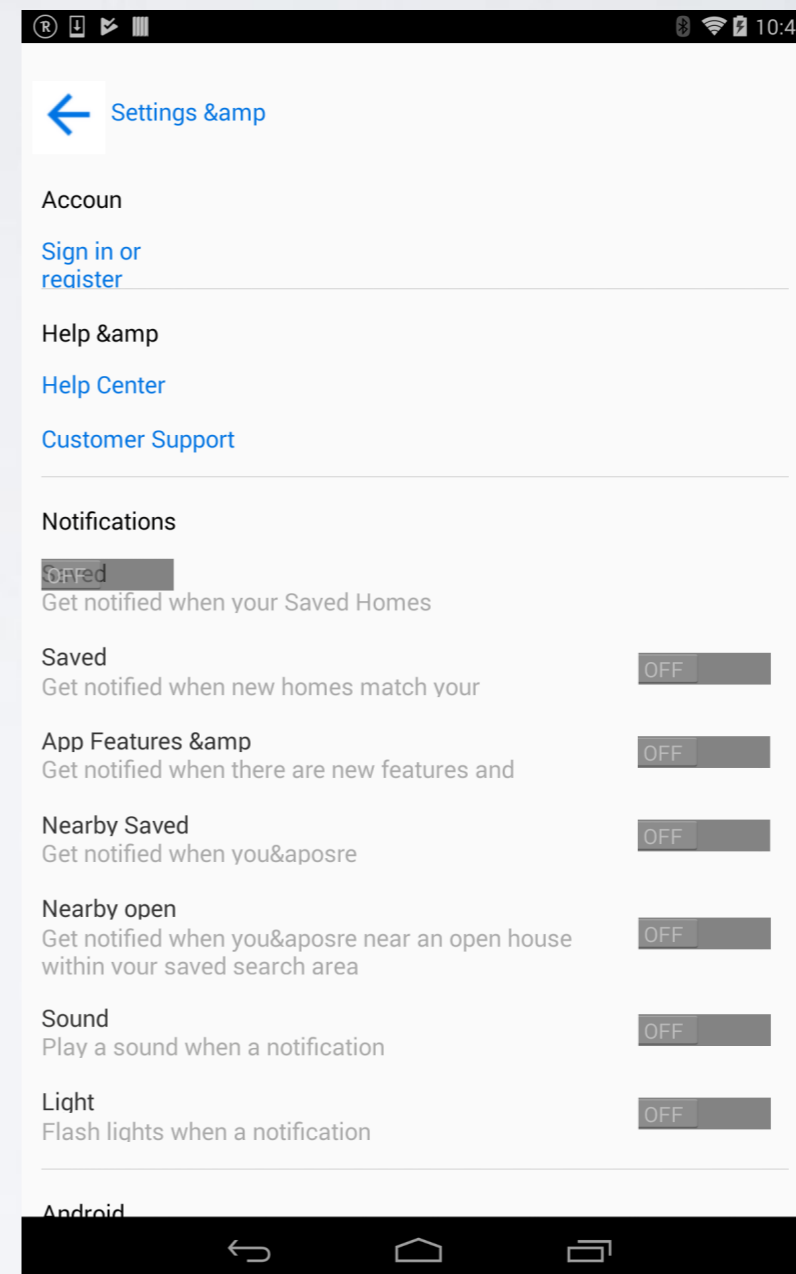 10:4
Settings &amp
Accoun
Sign in or
register
Help &amp
Help Center
Customer Support
Notifications
Saved
OFF
Get notified when your Saved Homes
Saved
OFF
Get notified when new homes match your
App Features &amp
OFF
Get notified when there are new features and
Nearby Saved
OFF
Get notified when you&aposre
Nearby open
OFF
Get notified when you&aposre near an open house
within your saved search area
Sound
OFF
Play a sound when a notification
Light
OFF
Flash lights when a notification
Android